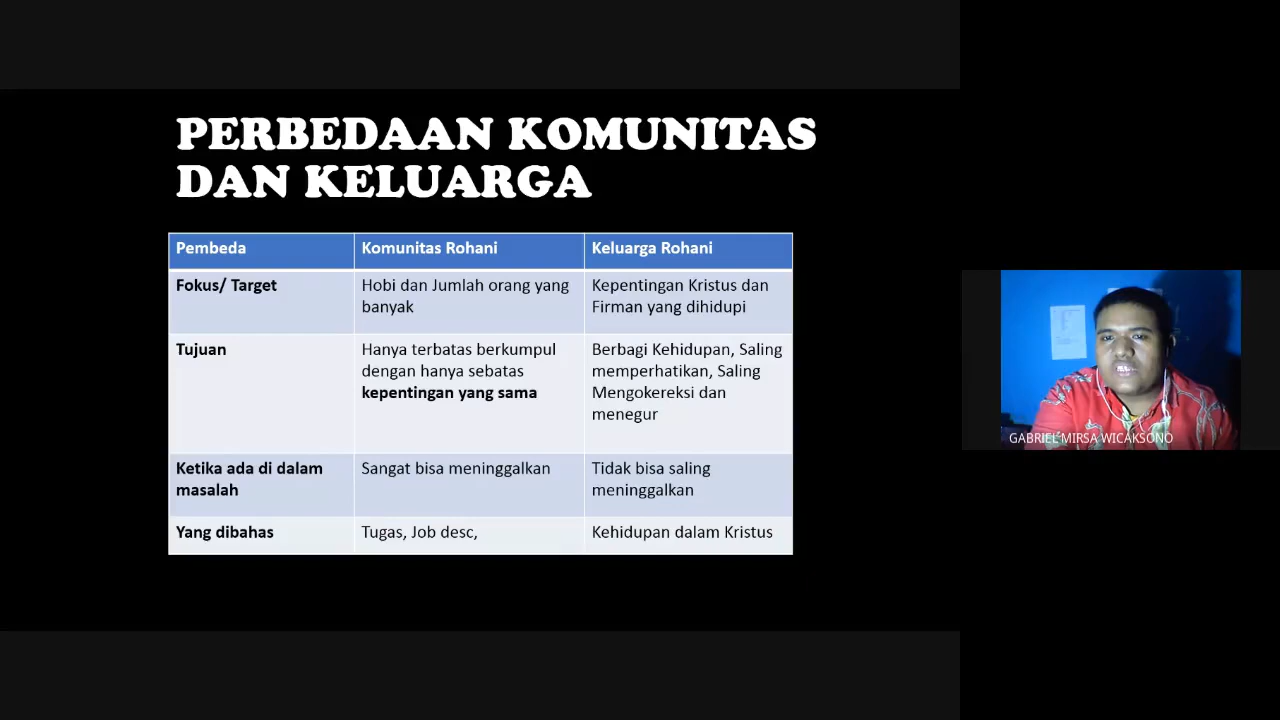 PERBEDAAN KOMUNITAS
DAN KELUARGA
Pembeda
Komunitas Rohani
Keluarga Rohani
Fokus/ Target
Hobi dan Jumlah orang yang
banyak
Kepentingan Kristus dan
Firman yang dihidupi
Tujuan
Hanya terbatas berkumpul
dengan hanya sebatas
kepentingan yang sama
Berbagi Kehidupan, Saling
memperhatikan, Saling
Mengokereksi dan
menegur
Ketika ada di dalam
masalah
Sangat bisa meninggalkan
Tidak bisa saling
meninggalkan
Yang dibahas
Tugas, Job desc,
Kehidupan dalam Kristus
GABRIEL MIRSA WICAKSONO